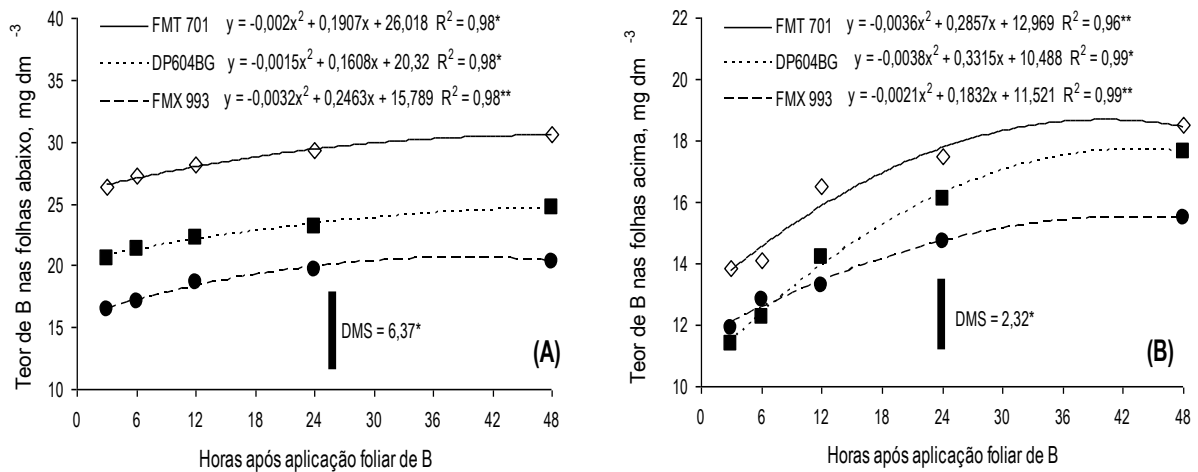 FMT 701 y = -0,002x² + 0,1907x + 26,018 R² = 0,98*
DP604BG y = -0,0015x² + 0,1608x + 20,32 R² = 0,98*
FMX 993 y = -0,0032x² + 0,2463x + 15,789 R² = 0,98**
Teor de B nas folhas abaixo, mg dm⁻³
40
35
30
25
20
15
10
DMS = 6,37*
(A)
0 6 12 18 24 30 36 42 48
Horas após aplicação foliar de B
FMT 701 y = -0,0036x² + 0,2857x + 12,969 R² = 0,96**
DP604BG y = -0,0038x² + 0,3315x + 10,488 R² = 0,99*
FMX 993 y = -0,0021x² + 0,1832x + 11,521 R² = 0,99**
Teor de B nas folhas acima, mg dm⁻³
22
20
18
16
14
12
10
DMS = 2,32*
(B)
0 6 12 18 24 30 36 42 48
Horas após aplicação foliar de B